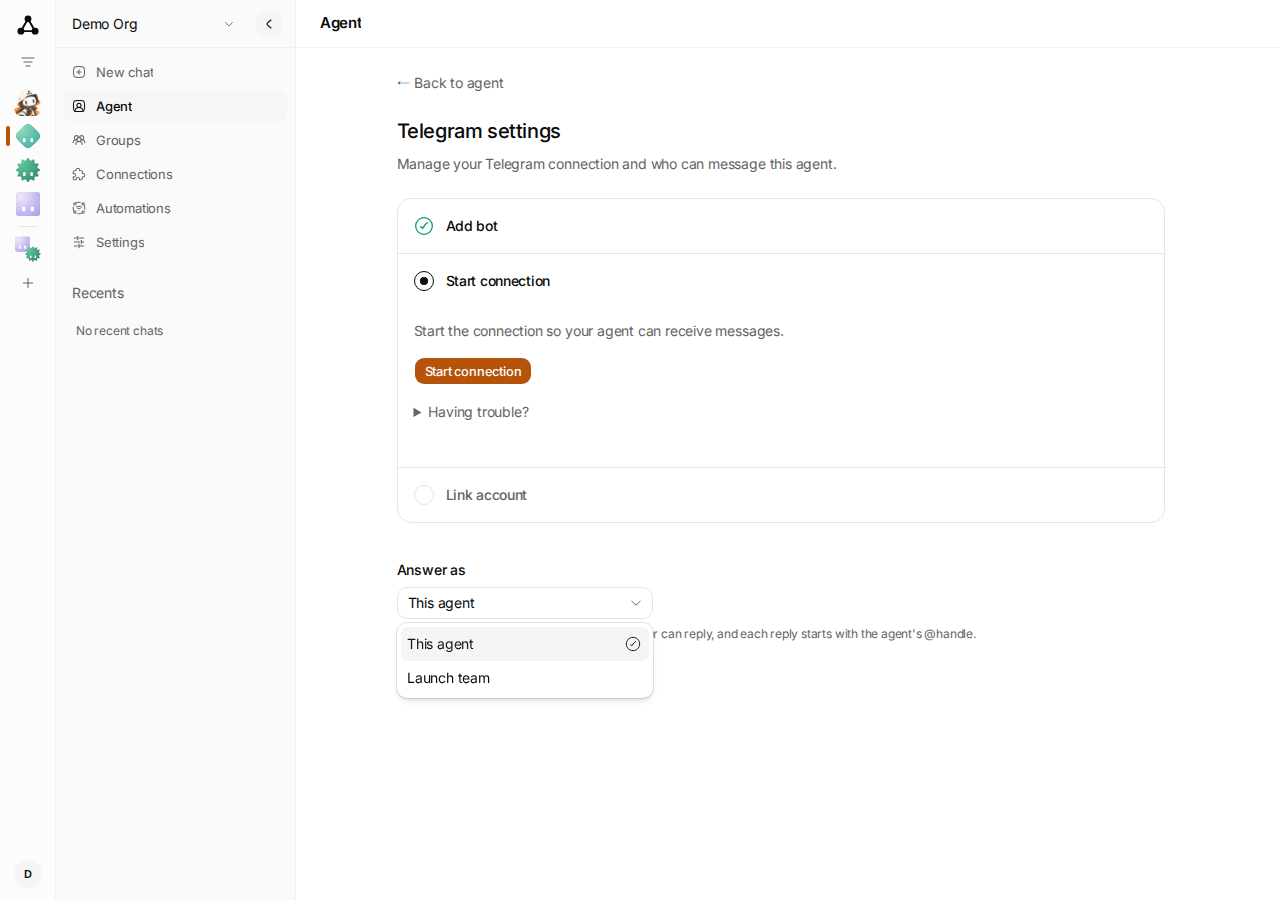 Demo Org
Agent
New chat
Agent
Groups
Connections
Automations
Settings
Recents
No recent chats
D
← Back to agent
Telegram settings
Manage your Telegram connection and who can message this agent.
Add bot
Start connection
Start the connection so your agent can receive messages.
Start connection
Having trouble?
Link account
Answer as
This agent
can reply, and each reply starts with the agent's @handle.
This agent
Launch team